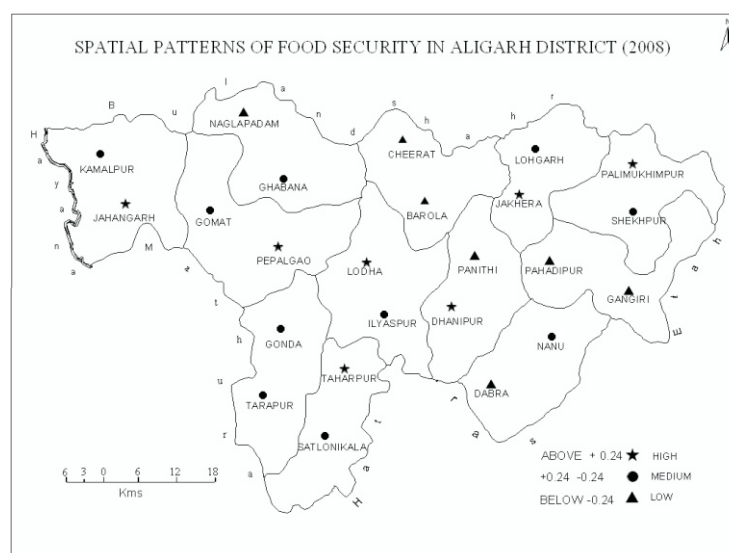 N
SPATIAL PATTERNS OF FOOD SECURITY IN ALIGARH DISTRICT (2008)
B u l a n d s h a h r
H a y a a n a
NAGLAPADAM
CHEERAT
LOHGARH
KAMALPUR
PALIMUKHIMPUR
GHABANA
JAKHERA
JAHANGARH
GOMAT
BAROLA
SHEKHPUR
M a t h u r a
PEPALGAO
LODHA
PANITHI
PAHADIPUR
GANGIRI
E t a h
ILYASPUR
DHANIPUR
GONDA
NANU
TAHARPUR
DABRA
TARAPUR
SATLONIKALA
H a t r a s
ABOVE + 0.24 HIGH
+0.24 -0.24 MEDIUM
BELOW -0.24 LOW
6 3 0 6 12 18
Kms